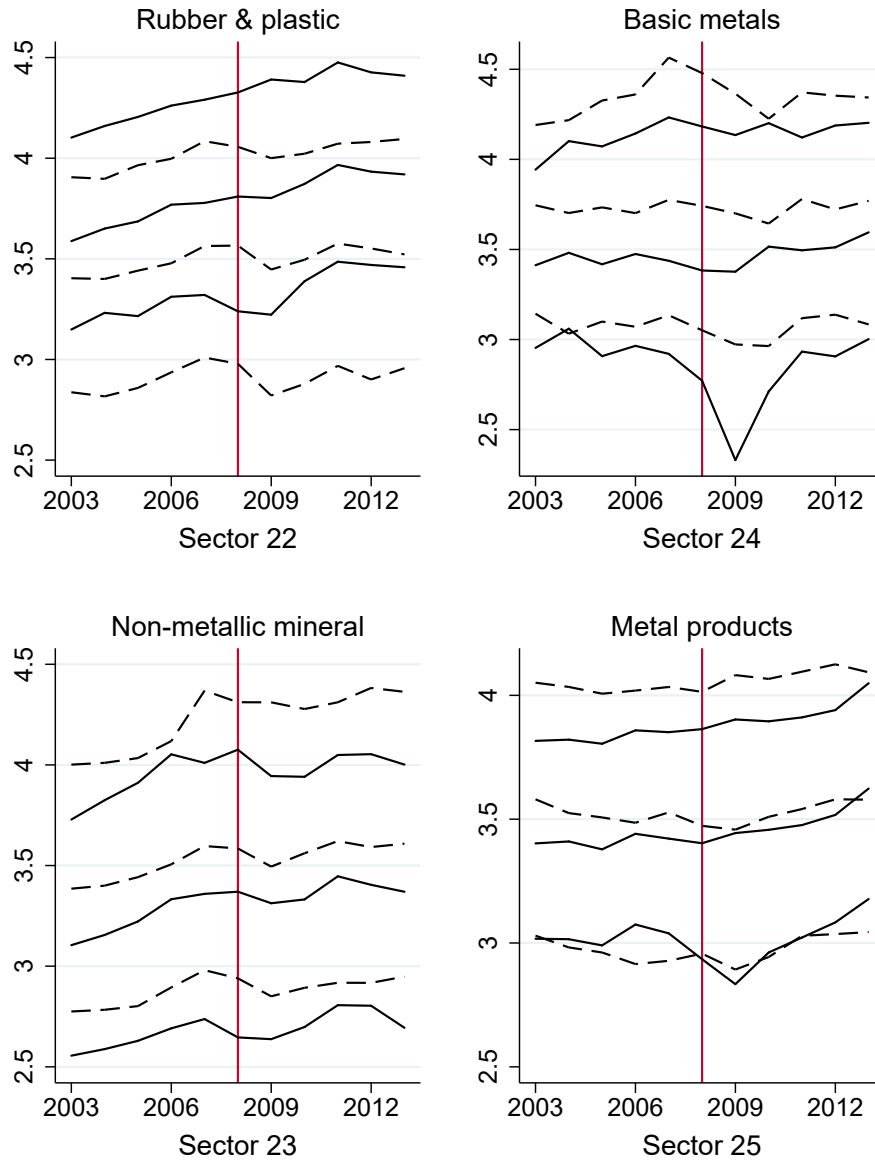 Rubber & plastic
4.5
4
3.5
3
2.5
2003 2006 2009 2012
Sector 22
Basic metals
4.5
4
3.5
3
2.5
2003 2006 2009 2012
Sector 24
Non-metallic mineral
4.5
4
3.5
3
2.5
2003 2006 2009 2012
Sector 23
Metal products
4
3.5
3
2.5
2003 2006 2009 2012
Sector 25